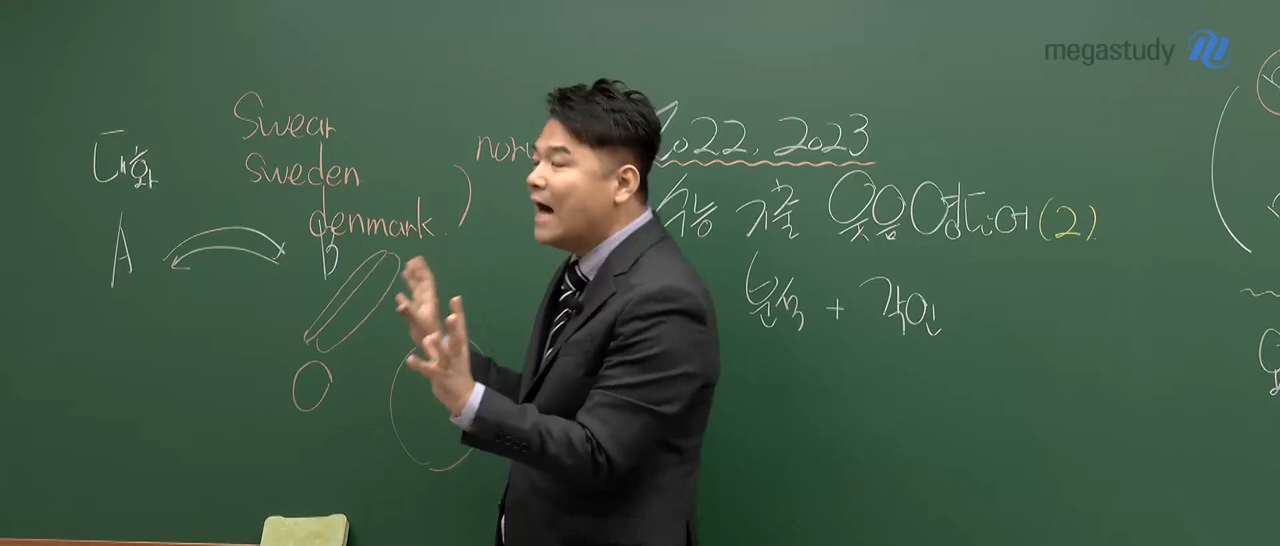 megastudy
대화
A
B
Swear
Sweden
denmark
2022, 2023
수능 기출 웃음영단어 (2)
분석 + 각인